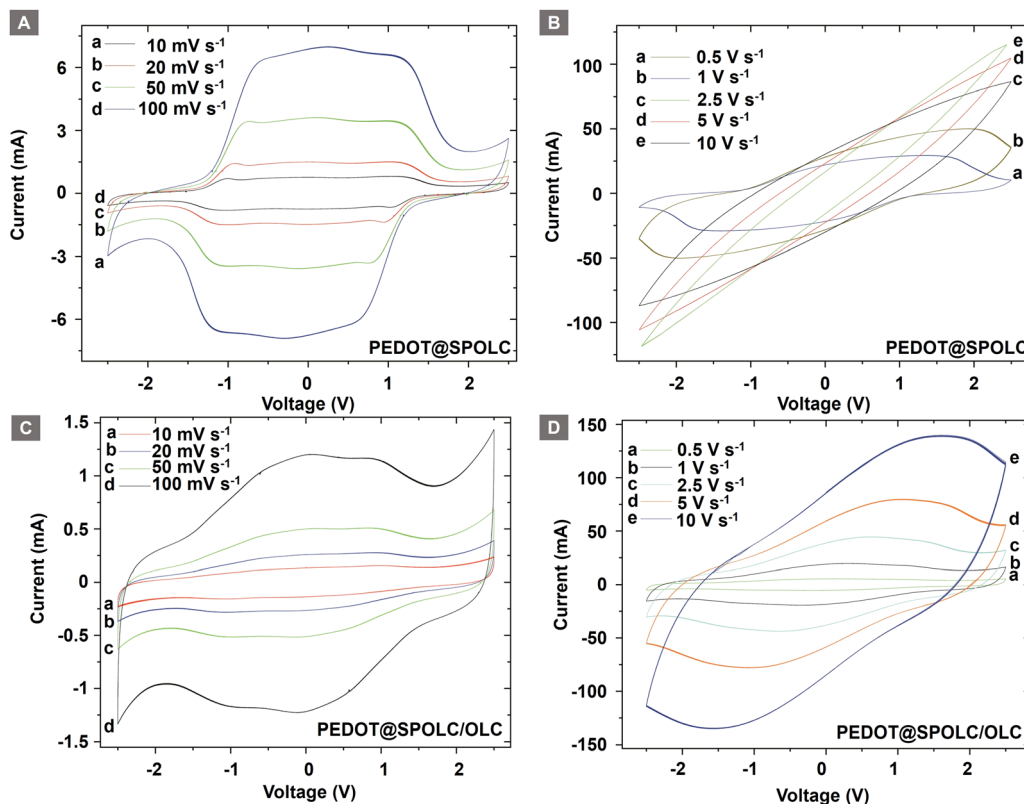 A
a 10 mV s-1
b 20 mV s-1
c 50 mV s-1
d 100 mV s-1
6
3
0
-3
-6
Current (mA)
d
c
b
a
PEDOT@SPOLC
-2 -1 0 1 2
Voltage (V)
B
a 0.5 V s-1
b 1 V s-1
c 2.5 V s-1
d 5 V s-1
e 10 V s-1
100
50
0
-50
-100
Current (mA)
e
d
c
b
a
PEDOT@SPOLC
-2 -1 0 1 2
Voltage (V)
C
a 10 mV s-1
b 20 mV s-1
c 50 mV s-1
d 100 mV s-1
1.5
1
0.5
0
-0.5
-1
-1.5
Current (mA)
a
b
c
d
PEDOT@SPOLC/OLC
-2 -1 0 1 2
Voltage (V)
D
a 0.5 V s-1
b 1 V s-1
c 2.5 V s-1
d 5 V s-1
e 10 V s-1
150
100
50
0
-50
-100
-150
Current (mA)
e
d
c
b
a
PEDOT@SPOLC/OLC
-2 -1 0 1 2
Voltage (V)